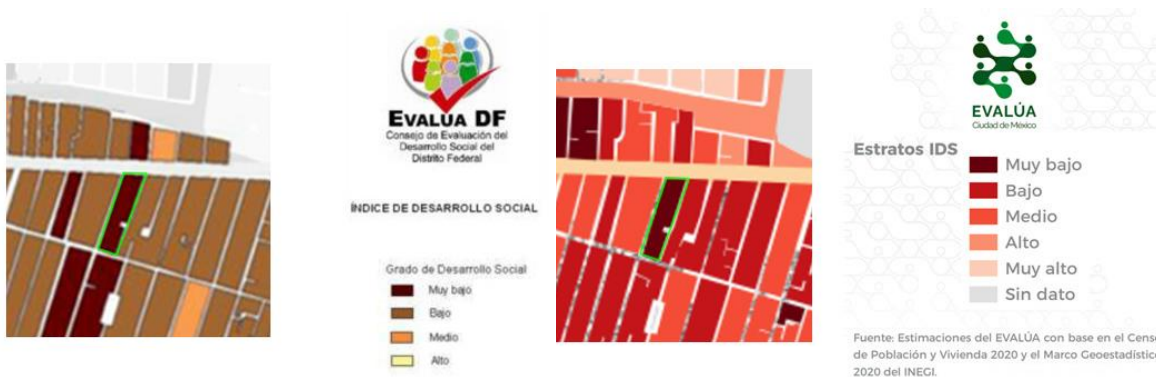 EVALÚA DF
Consejo de Evaluación del
Desarrollo Social del
Distrito Federal
ÍNDICE DE DESARROLLO SOCIAL
Grado de Desarrollo Social
Muy bajo
Bajo
Medio
Alto
EVALÚA
Ciudad de México
Estratos IDS
Muy bajo
Bajo
Medio
Alto
Muy alto
Sin dato
Fuente: Estimaciones del EVALÚA con base en el Censo
de Población y Vivienda 2020 y el Marco Geoestadístico
2020 del INEGI.